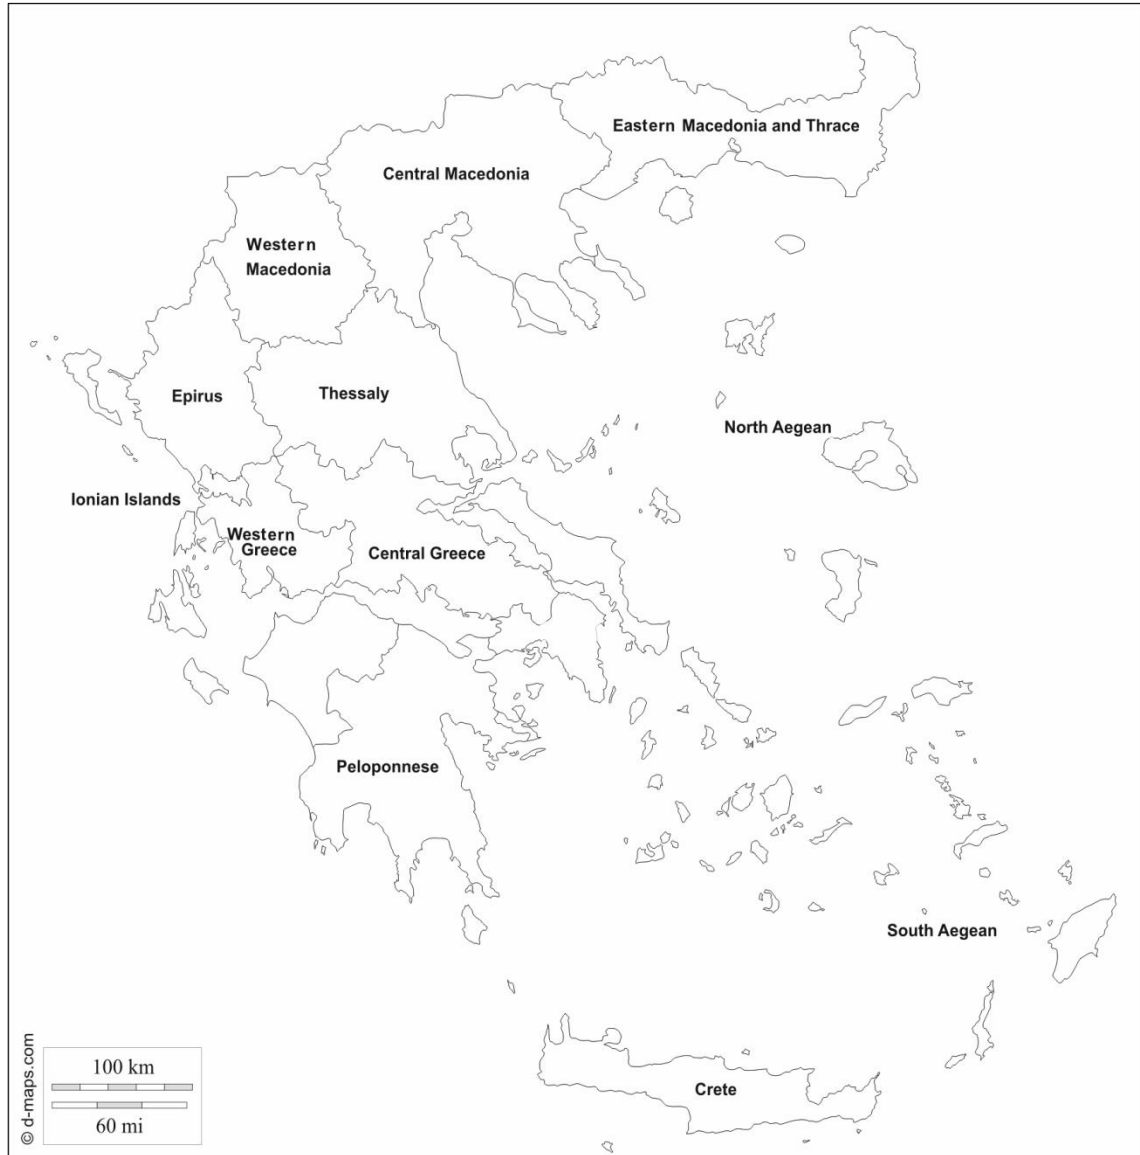 Eastern Macedonia and Thrace
Central Macedonia
Western
Macedonia
Epirus
Thessaly
North Aegean
Ionian Islands
Western
Greece
Central Greece
Peloponnese
South Aegean
Crete
100 km
60 mi
© d-maps.com